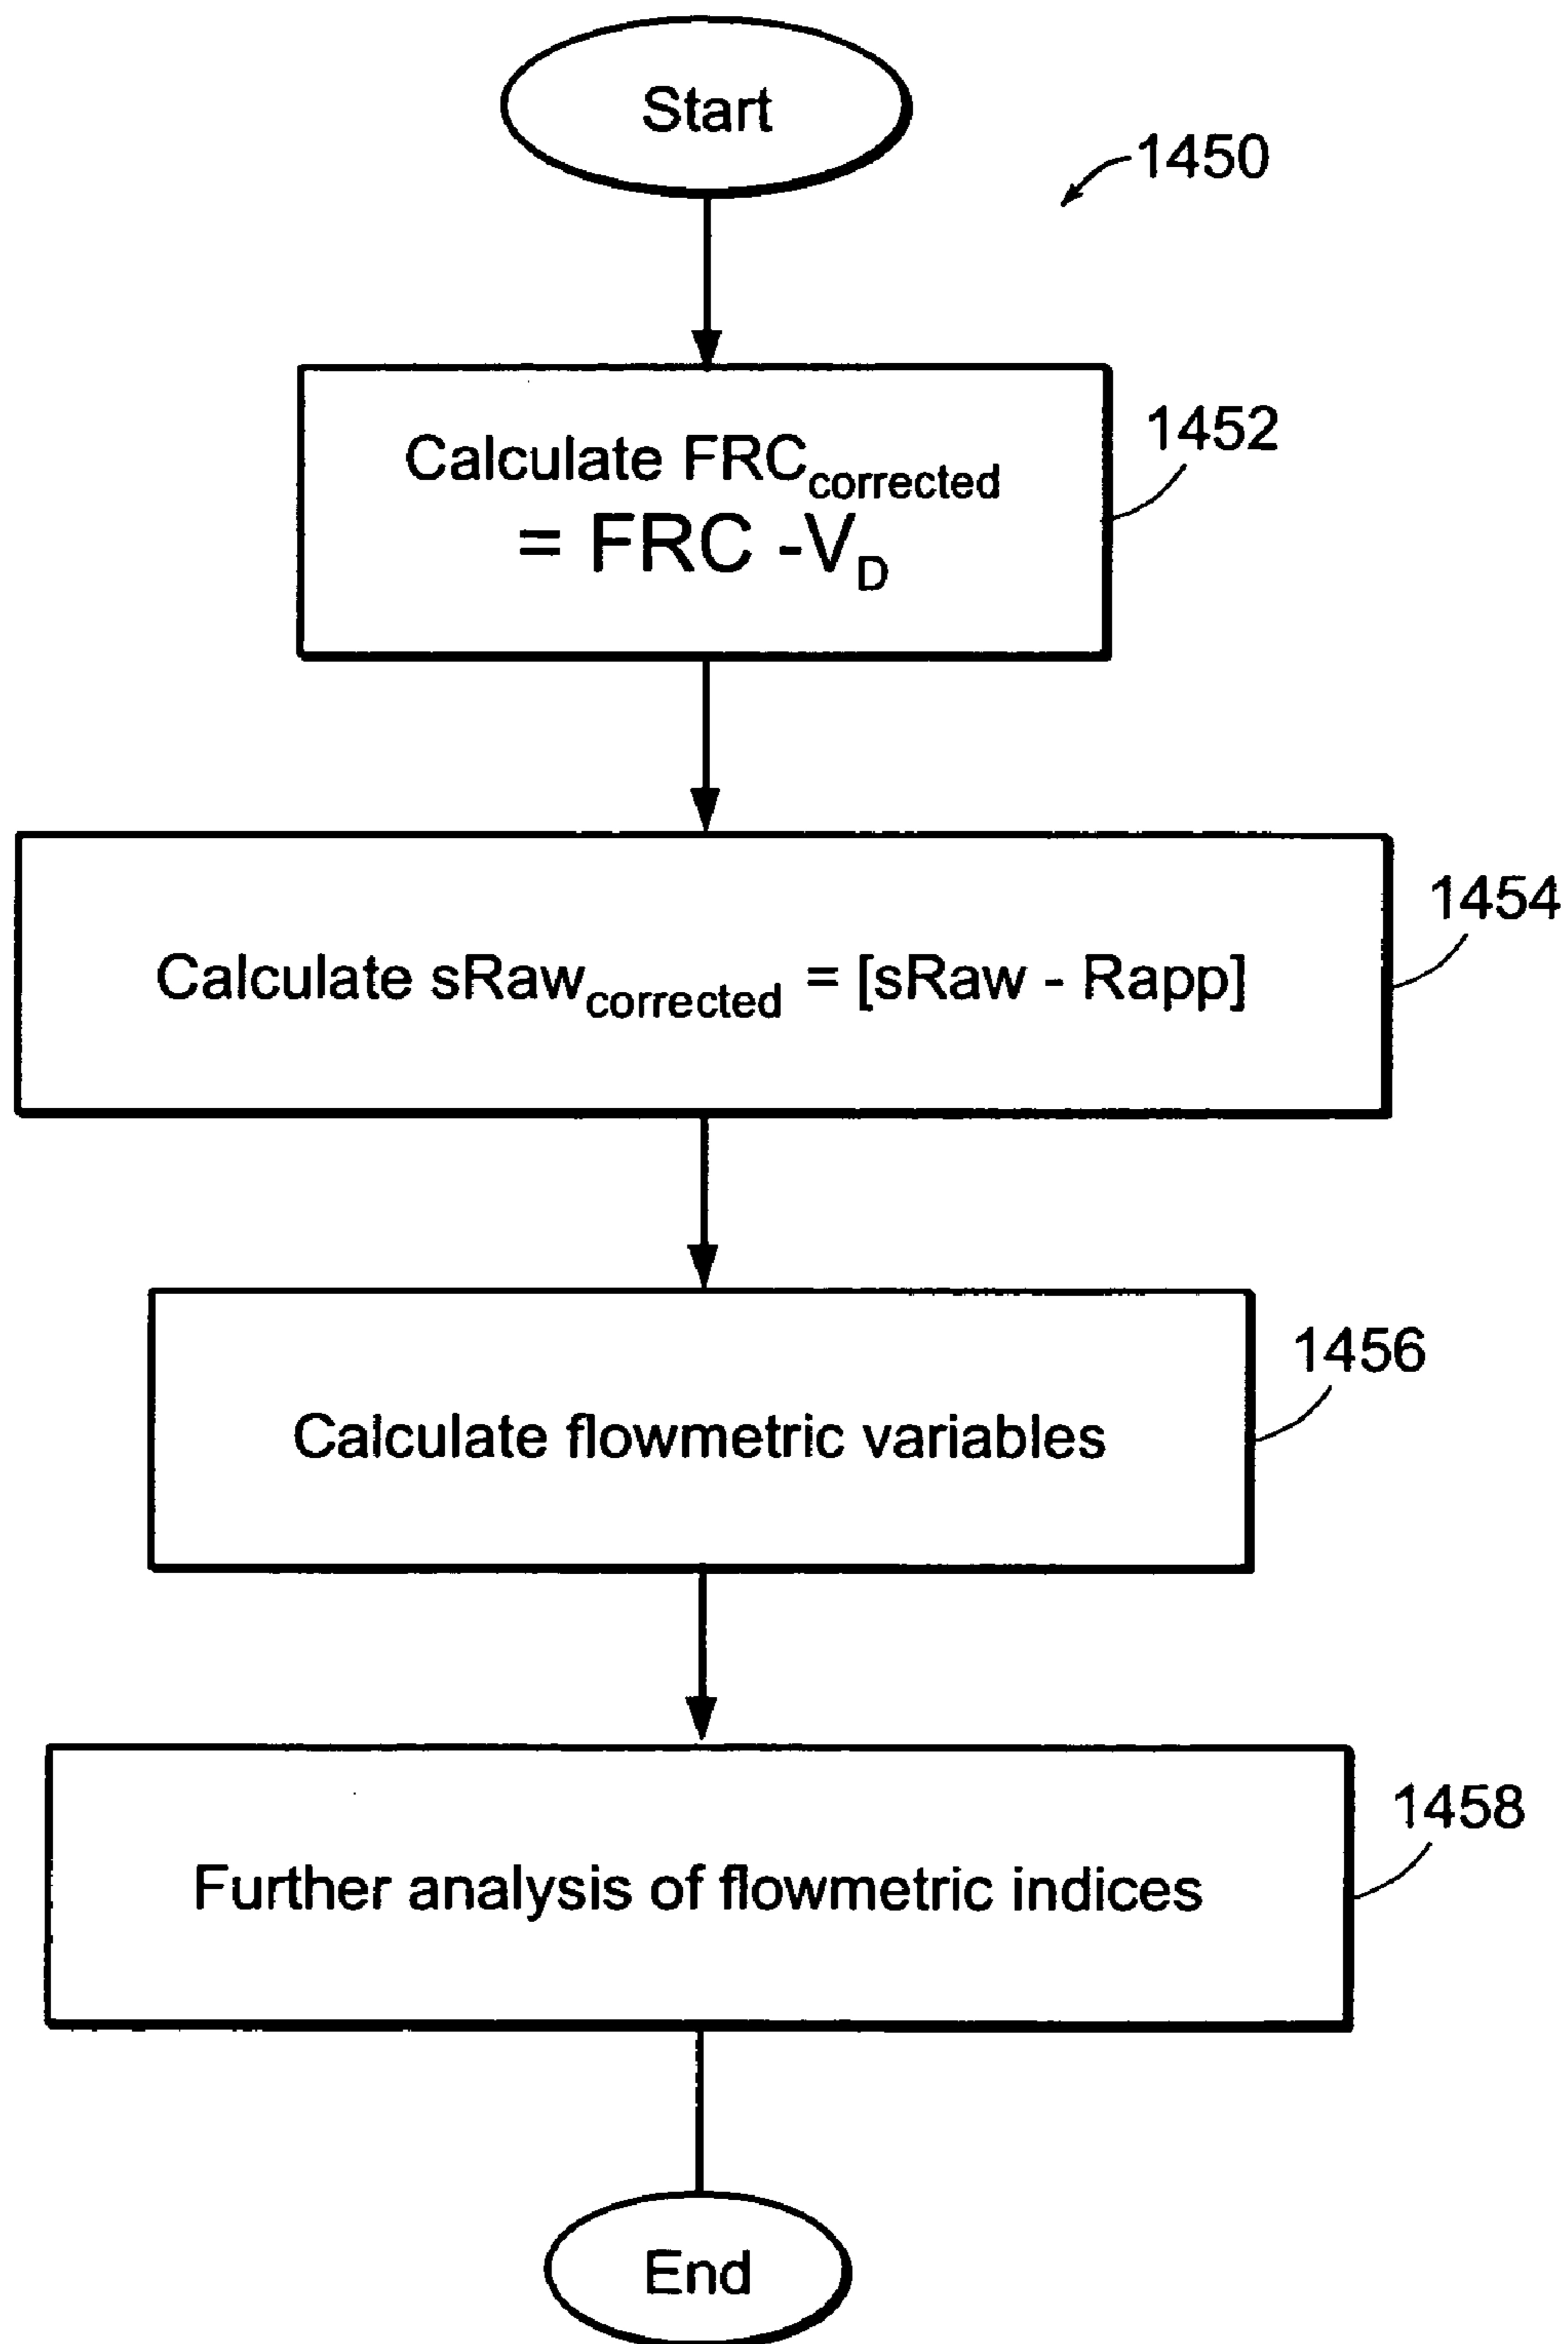 Start
1450
Calculate FRCcorrected
= FRC -VD
1452
Calculate sRawcorrected = [sRaw - Rapp]
1454
Calculate flowmetric variables
1456
Further analysis of flowmetric indices
1458
End